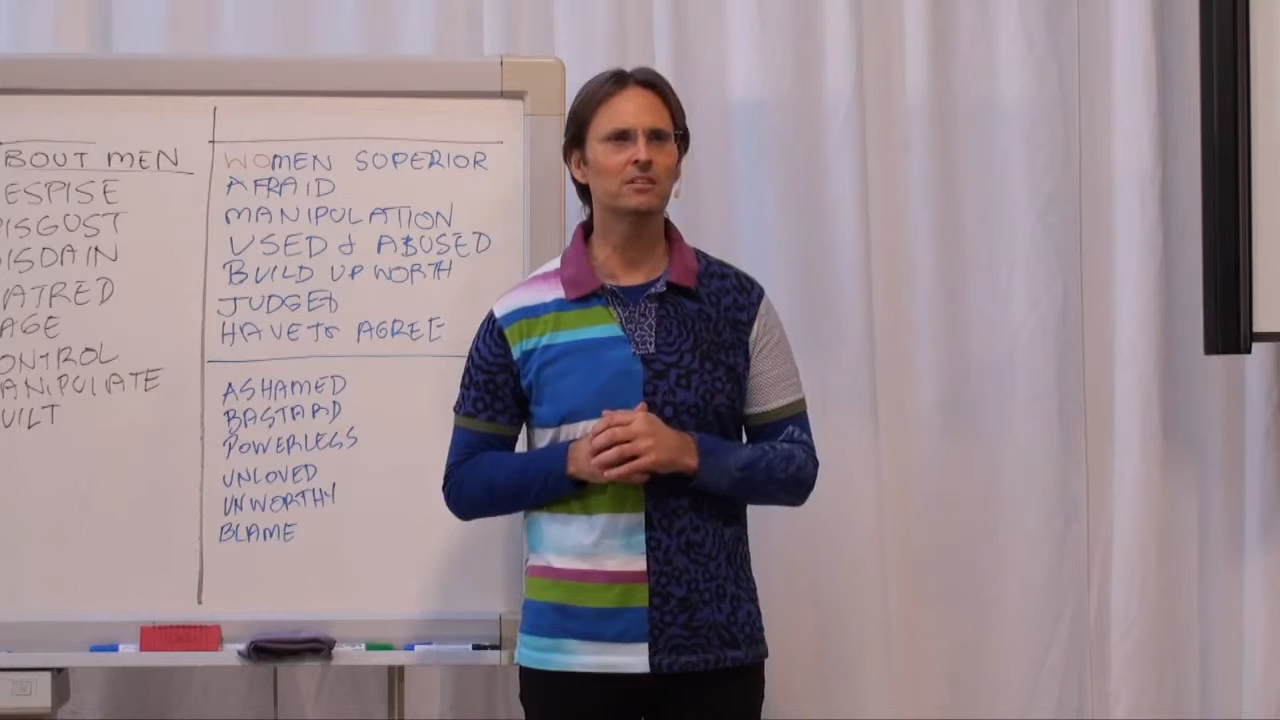 BOUT MEN
ESPISE
ISGUST
ISDAIN
ATRED
AGE
ONTROL
ANIPULATE
UILT
WOMEN SUPERIOR
AFRAID
MANIPULATION
USED & ABUSED
BUILD UP WORTH
JUDGED
HAVE TO AGREE
ASHAMED
BASTARD
POWERLESS
UNLOVED
UNWORTHY
BLAME